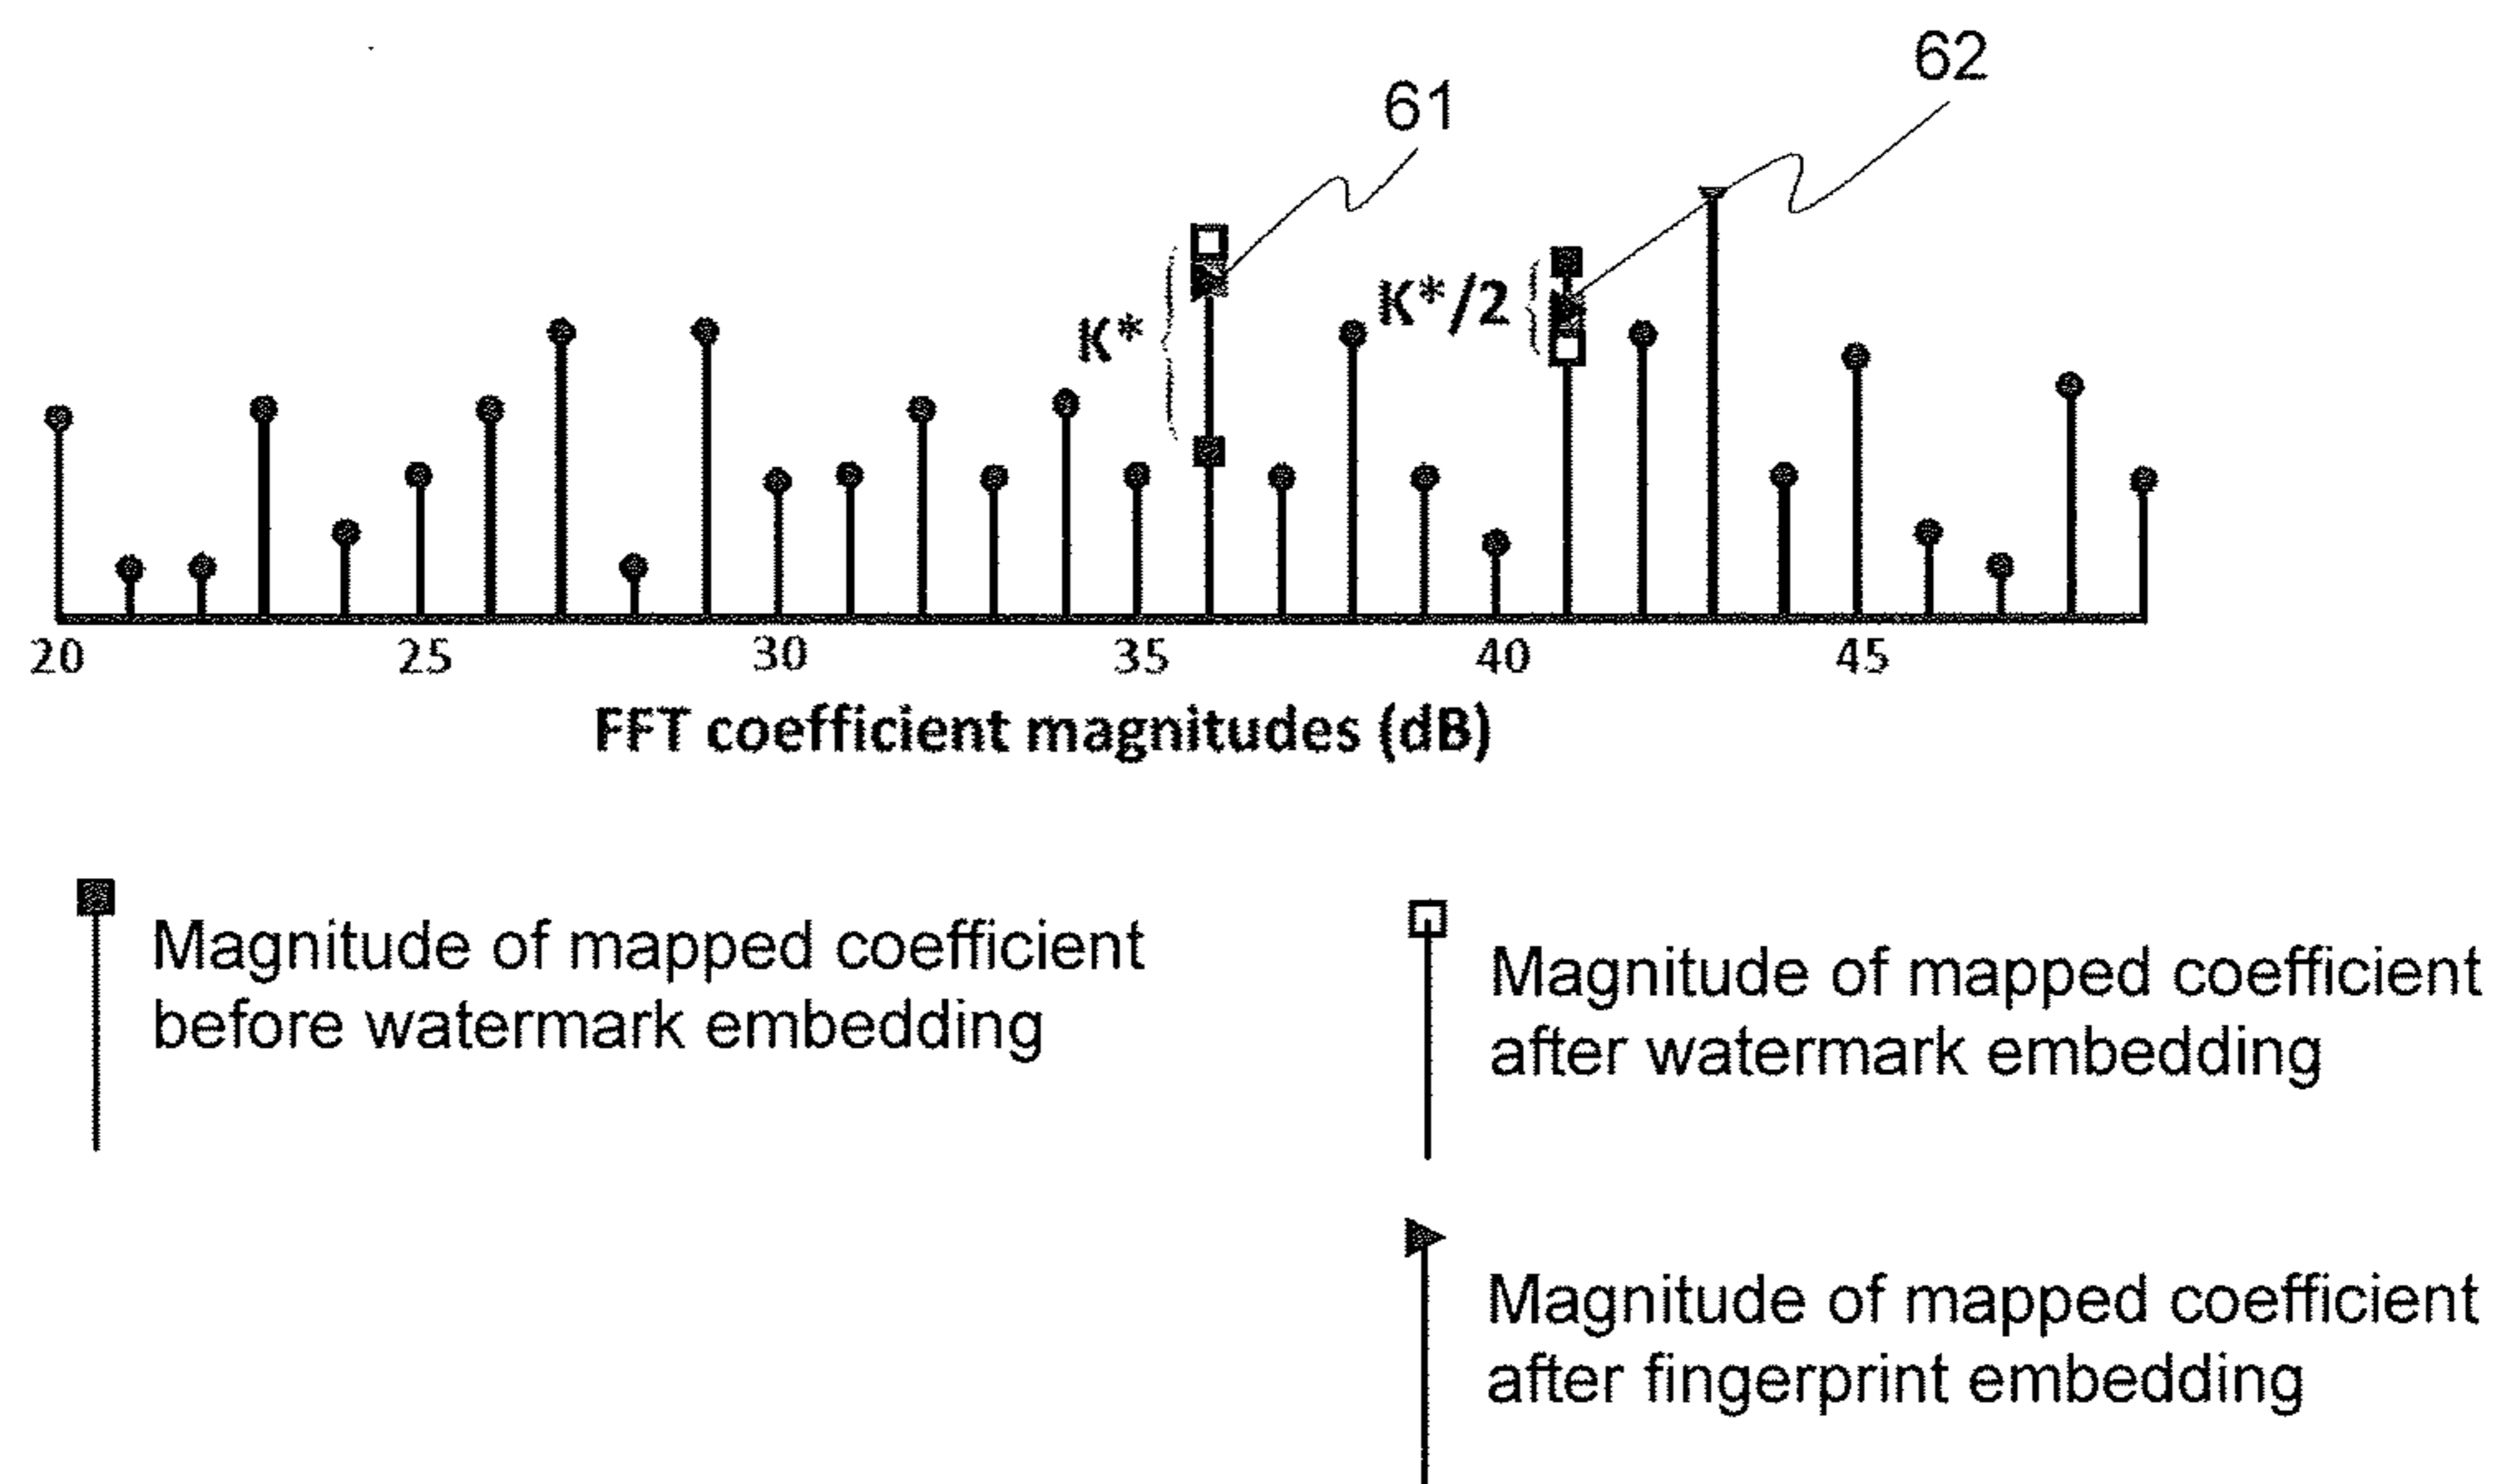 62
61
K*
K*/2
20 25 30 35 40 45
FFT coefficient magnitudes (dB)
Magnitude of mapped coefficient
before watermark embedding
Magnitude of mapped coefficient
after watermark embedding
Magnitude of mapped coefficient
after fingerprint embedding